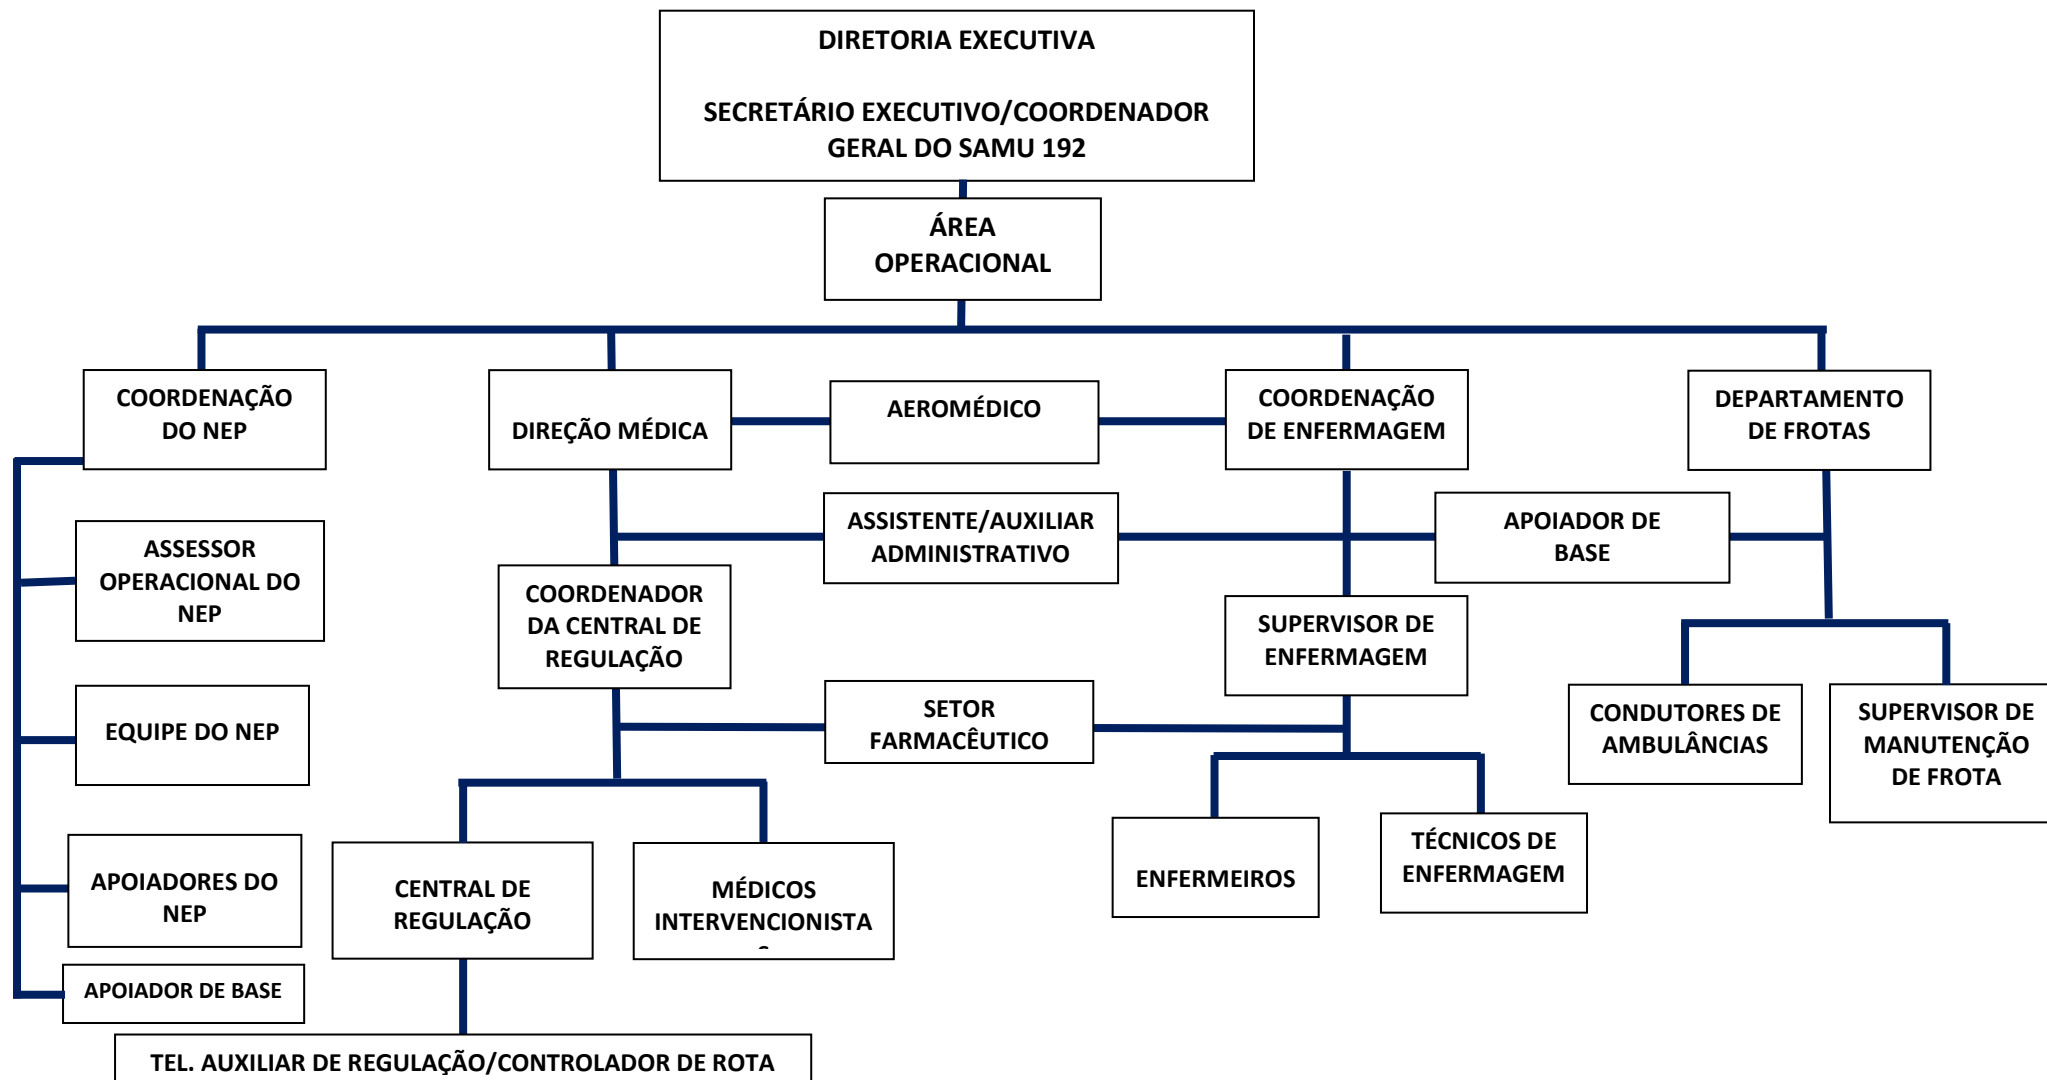 DIRETORIA EXECUTIVA
SECRETÁRIO EXECUTIVO/COORDENADOR
GERAL DO SAMU 192
ÁREA
OPERACIONAL
COORDENAÇÃO
DO NEP
DIREÇÃO MÉDICA
AEROMÉDICO
COORDENAÇÃO
DE ENFERMAGEM
DEPARTAMENTO
DE FROTAS
ASSISTENTE/AUXILIAR
ADMINISTRATIVO
APOIADOR DE
BASE
ASSESSOR
OPERACIONAL DO
NEP
COORDENADOR
DA CENTRAL DE
REGULAÇÃO
SUPERVISOR DE
ENFERMAGEM
EQUIPE DO NEP
SETOR
FARMACÊUTICO
CONDUTORES DE
AMBULÂNCIAS
SUPERVISOR DE
MANUTENÇÃO
DE FROTA
APOIADORES DO
NEP
CENTRAL DE
REGULAÇÃO
MÉDICOS
INTERVENCIONISTA
ENFERMEIROS
TÉCNICOS DE
ENFERMAGEM
APOIADOR DE BASE
TEL. AUXILIAR DE REGULAÇÃO/CONTROLADOR DE ROTA